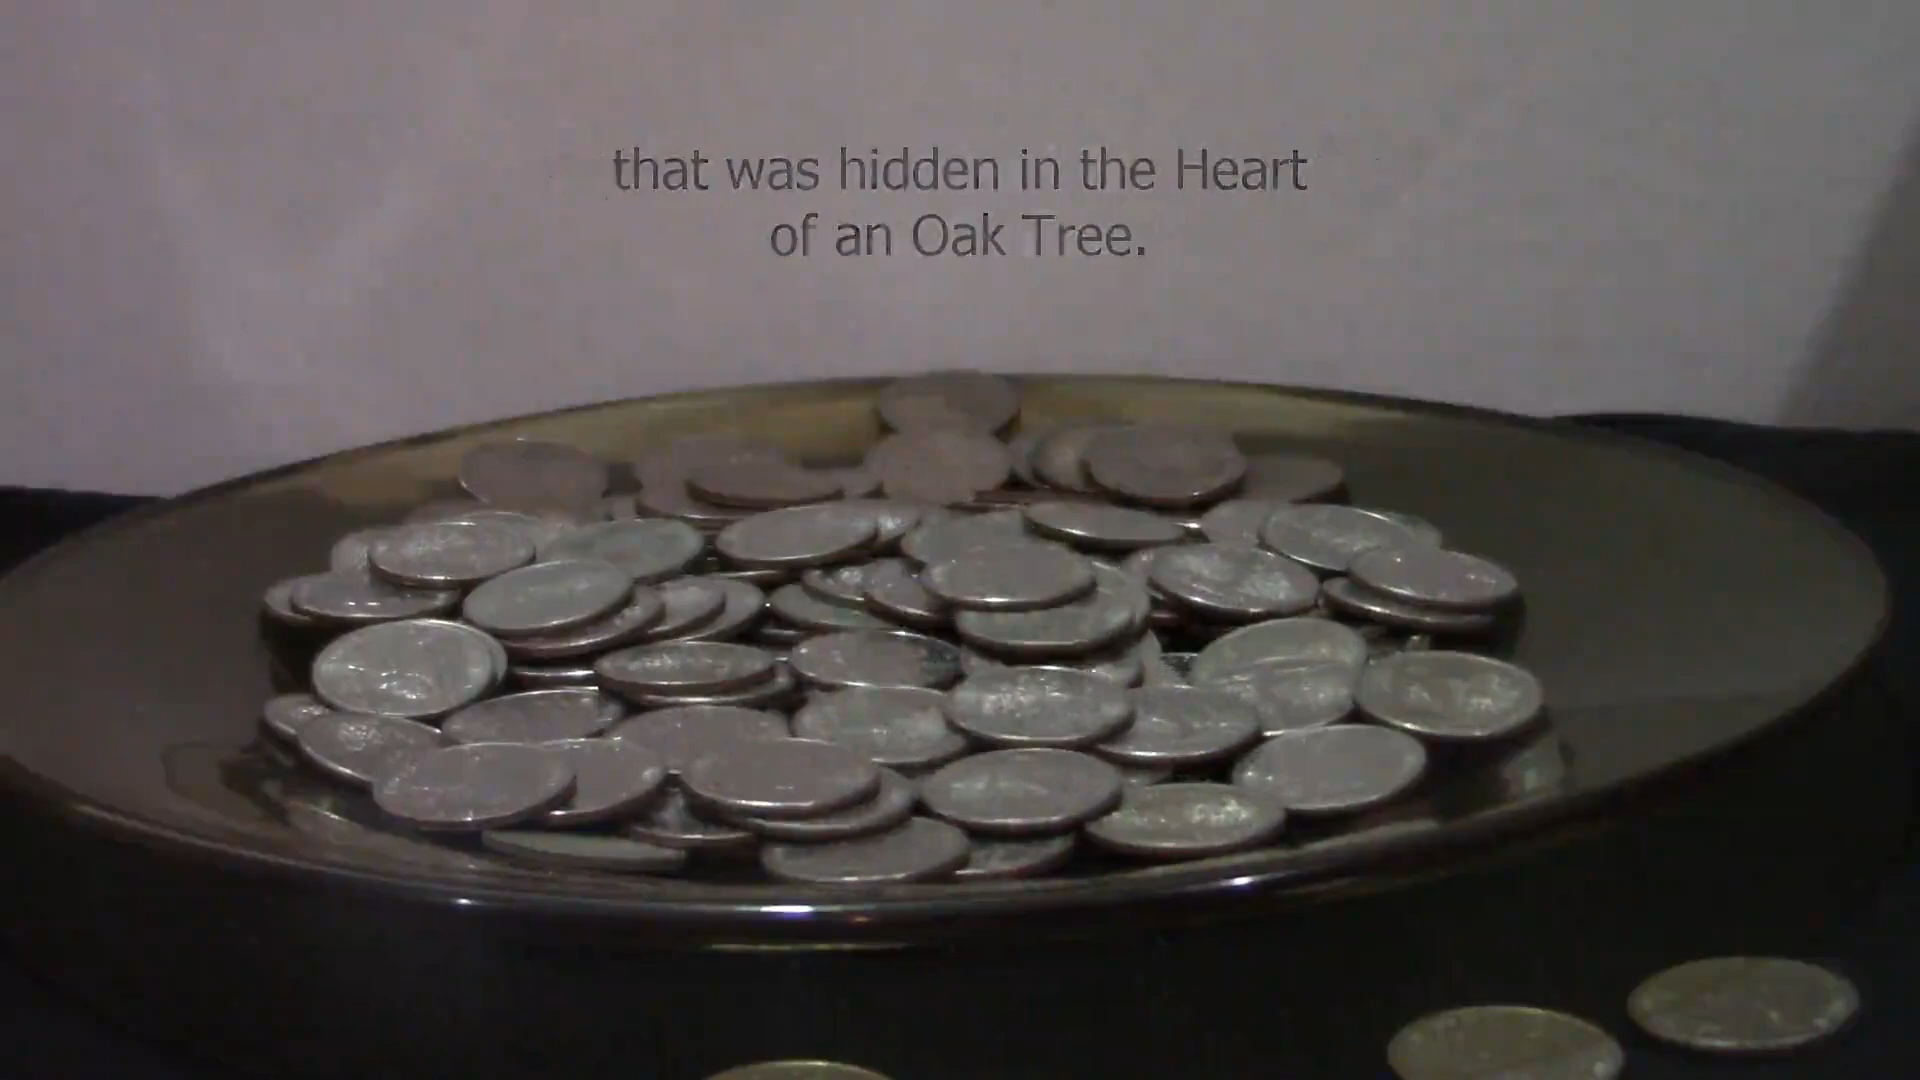 that was hidden in the Heart
of an Oak Tree.